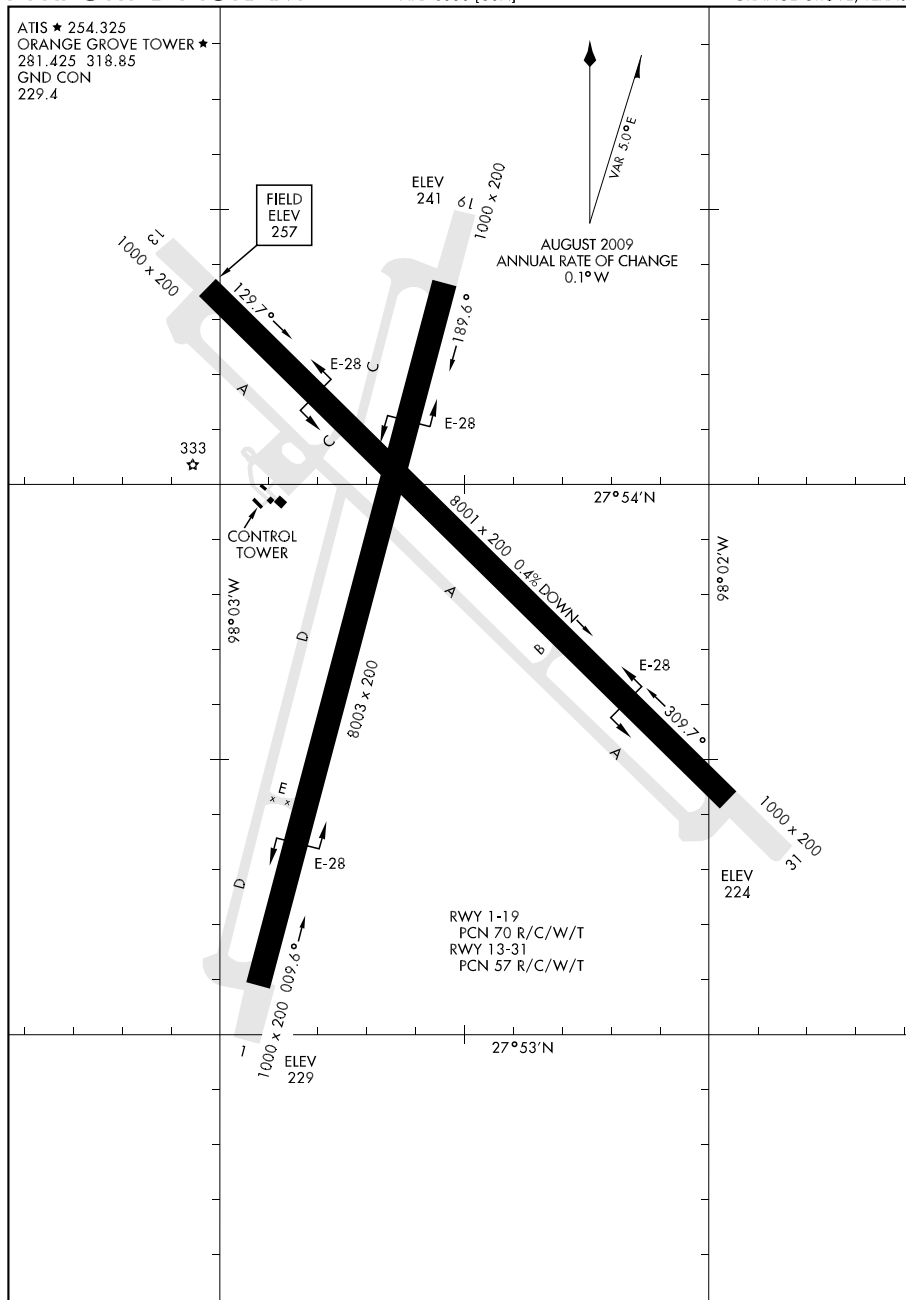 ATIS ★ 254.325
ORANGE GROVE TOWER ★
281.425 318.85
GND CON
229.4
VAR 5.0° E
AUGUST 2009
ANNUAL RATE OF CHANGE
0.1° W
FIELD
ELEV
257
ELEV
241
19
1000 x 200
13
1000 x 200
129.7°
189.6°
E-28
C
E-28
A
C
333
27°54'N
CONTROL
TOWER
8001 x 200 0.4% DOWN
98°03'W
98°02'W
A
D
B
E-28
309.7°
8003 x 200
A
E
1000 x 200
31
E-28
ELEV
224
D
RWY 1-19
PCN 70 R/C/W/T
RWY 13-31
PCN 57 R/C/W/T
009.6°
1000 x 200
1
ELEV
229
27°53'N